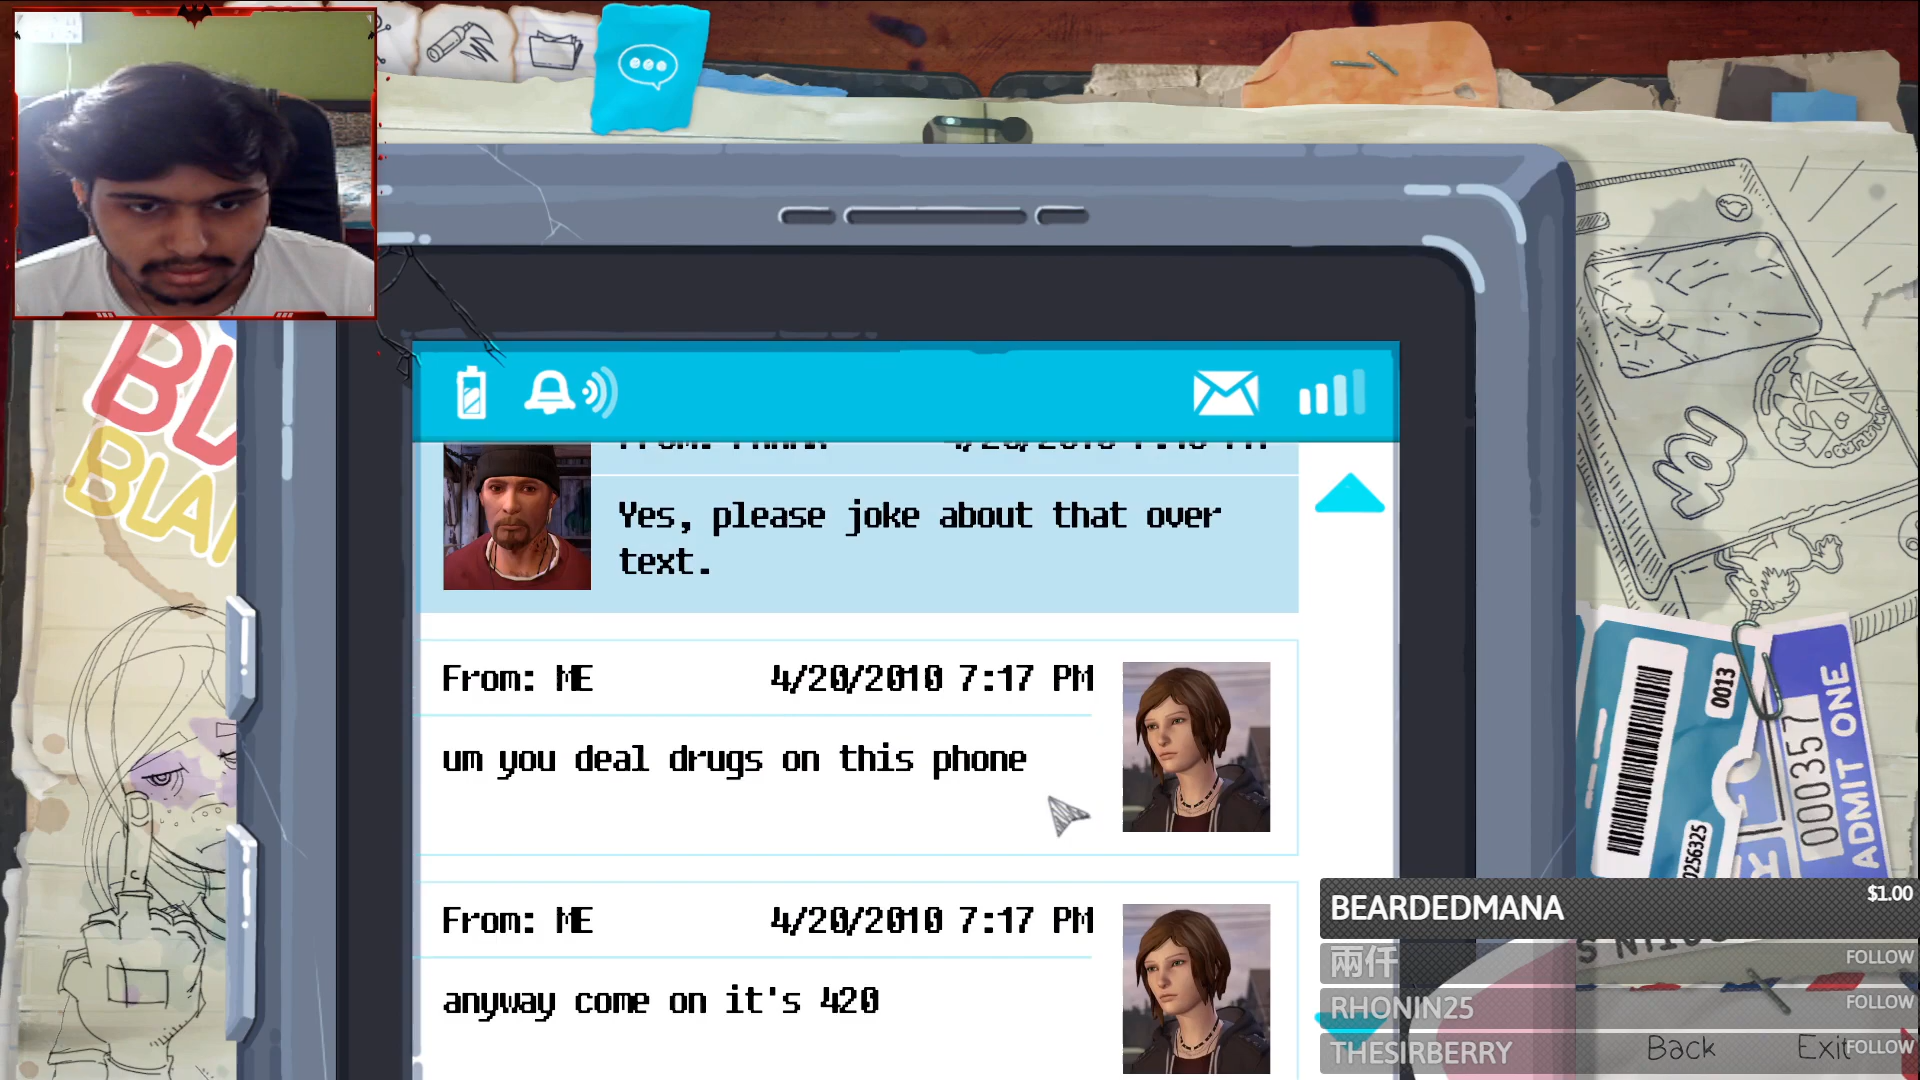 Yes, please joke about that over
text.
From: ME 4/20/2010 7:17 PM
um you deal drugs on this phone
From: ME 4/20/2010 7:17 PM
anyway come on it's 420
0013
000357
ADMIT ONE
BEARDEDMANA $1.00
兩仟 FOLLOW
RHONIN25 FOLLOW
THESIRBERRY FOLLOW
Back Exit